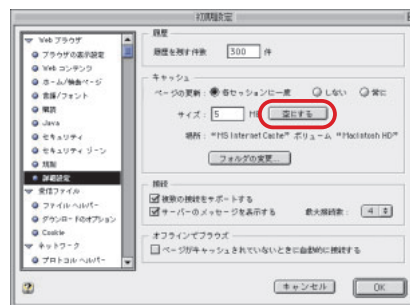 初期設定
Web ブラウザ
ブラウザの表示設定
Web コンテンツ
ホーム/検索ページ
言語/フォント
購読
Java
セキュリティ
セキュリティ ゾーン
規制
詳細設定
受信ファイル
ファイル ヘルパー
ダウンロードのオプション
Cookie
ネットワーク
プロトコル ヘルパー
履歴
履歴を残す件数 300 件
キャッシュ
ページの更新: 各セッションに一度 しない 常に
サイズ: 5 MB 空にする
場所: "MS Internet Cache" ボリューム "Macintosh HD"
フォルダの変更...
接続
複数の接続をサポートする
サーバーのメッセージを表示する 最大接続数: 4
オフラインでブラウズ
ページがキャッシュされていないときに自動的に接続する
キャンセル OK